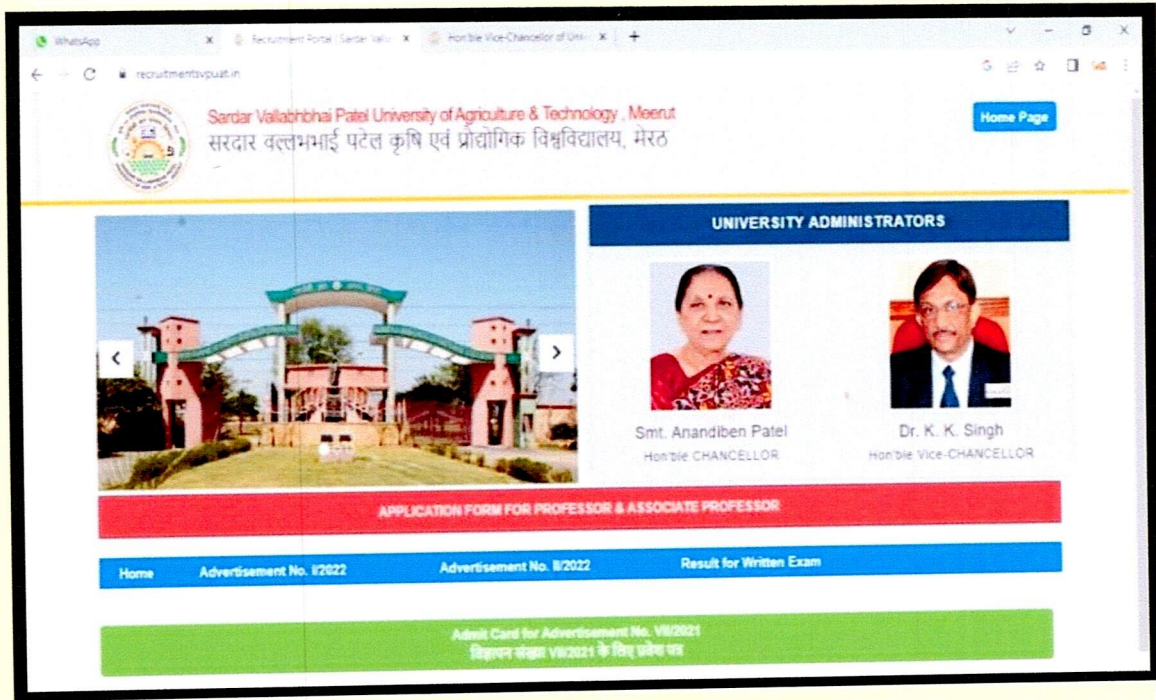 WhatsApp
Recruitment Portal | Sardar Vallu
Hon'ble Vice-Chancellor of Uni
recruitmentsvpuat.in
Sardar Vallabhbhai Patel University of Agriculture & Technology , Meerut
सरदार वल्लभभाई पटेल कृषि एवं प्रौद्योगिक विश्वविद्यालय, मेरठ
Home Page
UNIVERSITY ADMINISTRATORS
Smt. Anandiben Patel
Hon'ble CHANCELLOR
Dr. K. K. Singh
Hon'ble Vice-CHANCELLOR
APPLICATION FORM FOR PROFESSOR & ASSOCIATE PROFESSOR
Home Advertisement No. I/2022 Advertisement No. II/2022 Result for Written Exam
Admit Card for Advertisement No. VII/2021
विज्ञापन संख्या VII/2021 के लिए प्रवेश पत्र